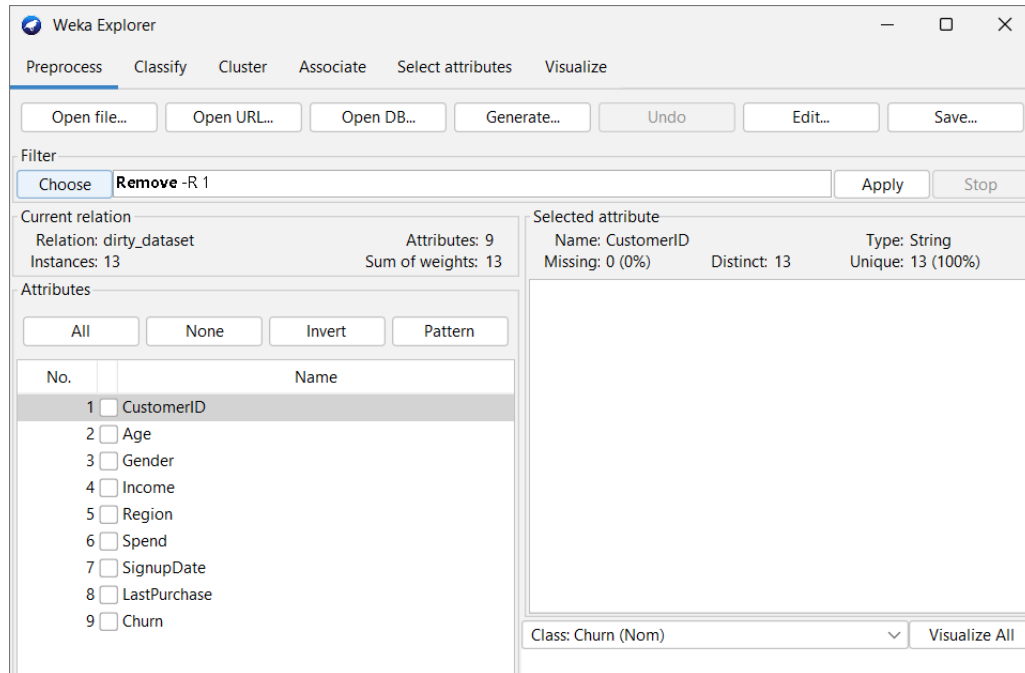 Weka Explorer
Preprocess Classify Cluster Associate Select attributes Visualize
Open file... Open URL... Open DB... Generate... Undo Edit... Save...
Filter
Choose Remove -R 1 Apply Stop
Current relation
Relation: dirty_dataset Attributes: 9
Instances: 13 Sum of weights: 13
Selected attribute
Name: CustomerID Type: String
Missing: 0 (0%) Distinct: 13 Unique: 13 (100%)
Attributes
All None Invert Pattern
No. Name
1 CustomerID
2 Age
3 Gender
4 Income
5 Region
6 Spend
7 SignupDate
8 LastPurchase
9 Churn
Class: Churn (Nom) Visualize All